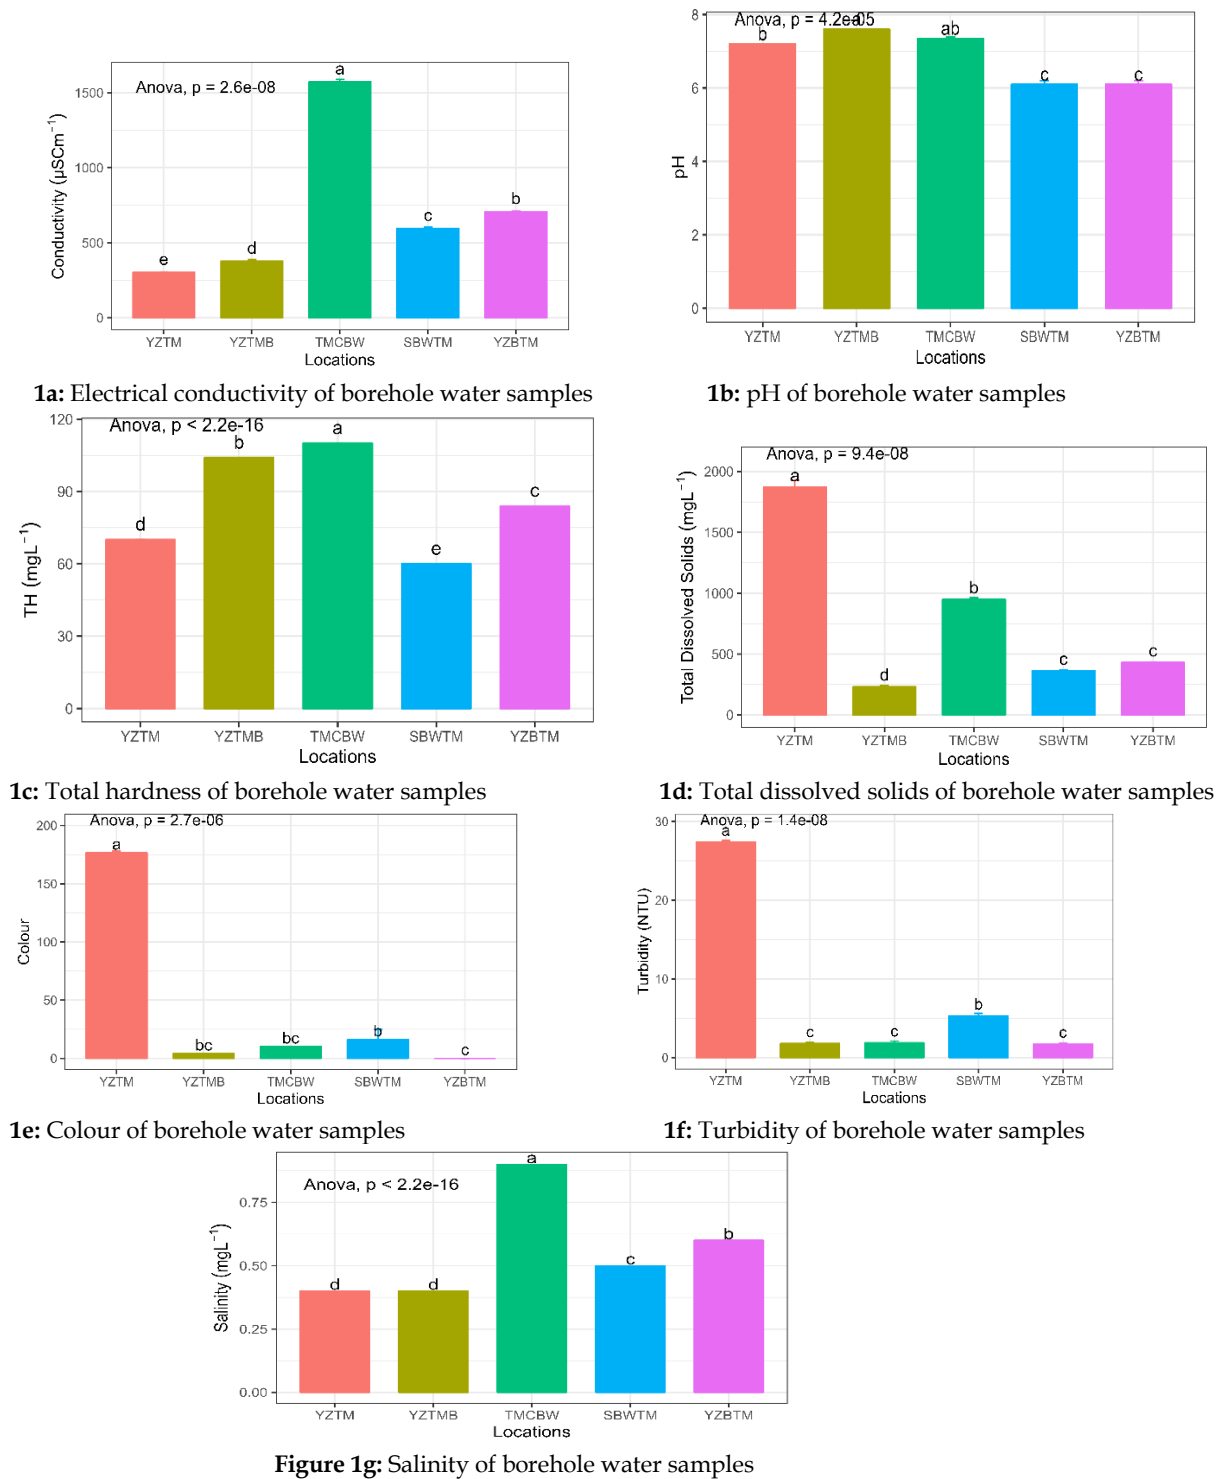 Anova, p = 2.6e-08
a
b
c
d
e
1500
1000
500
0
Conductivity (µSCm⁻¹)
YZTM YZTMB TMCBW SBWTM YZBTM
Locations
1a: Electrical conductivity of borehole water samples
Anova, p = 4.2e-05
b a ab c c
8
6
4
2
0
pH
YZTM YZTMB TMCBW SBWTM YZBTM
Locations
1b: pH of borehole water samples
Anova, p < 2.2e-16
d b a e c
120
90
60
30
0
TH (mgL⁻¹)
YZTM YZTMB TMCBW SBWTM YZBTM
Locations
1c: Total hardness of borehole water samples
Anova, p = 9.4e-08
a d b c c
2000
1500
1000
500
0
Total Dissolved Solids (mgL⁻¹)
YZTM YZTMB TMCBW SBWTM YZBTM
Locations
1d: Total dissolved solids of borehole water samples
Anova, p = 2.7e-06
a bc bc b c
200
150
100
50
0
Colour
YZTM YZTMB TMCBW SBWTM YZBTM
Locations
1e: Colour of borehole water samples
Anova, p = 1.4e-08
a c c b c
30
20
10
0
Turbidity (NTU)
YZTM YZTMB TMCBW SBWTM YZBTM
Locations
1f: Turbidity of borehole water samples
Anova, p < 2.2e-16
d d a c b
0.75
0.50
0.25
0.00
Salinity (mgL⁻¹)
YZTM YZTMB TMCBW SBWTM YZBTM
Locations
Figure 1g: Salinity of borehole water samples